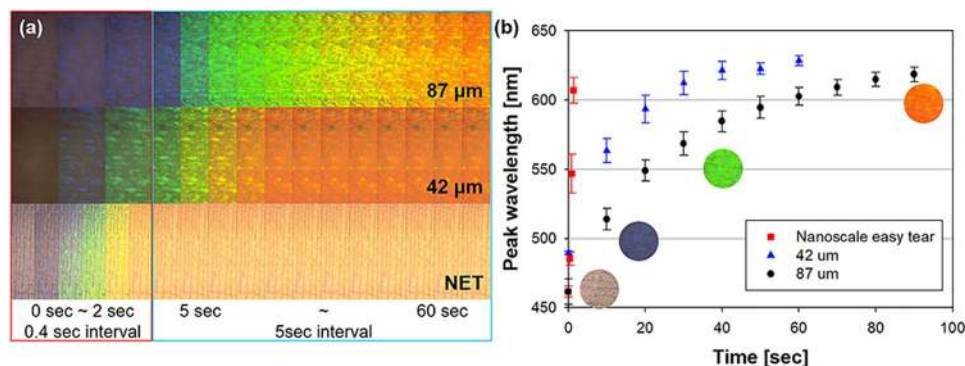 (a)
87 µm
42 µm
NET
0 sec ~ 2 sec
0.4 sec interval
5 sec ~ 60 sec
5sec interval
(b)
Peak wavelength [nm]
650
600
550
500
450
0 20 40 60 80 100
Time [sec]
Nanoscale easy tear
42 um
87 um